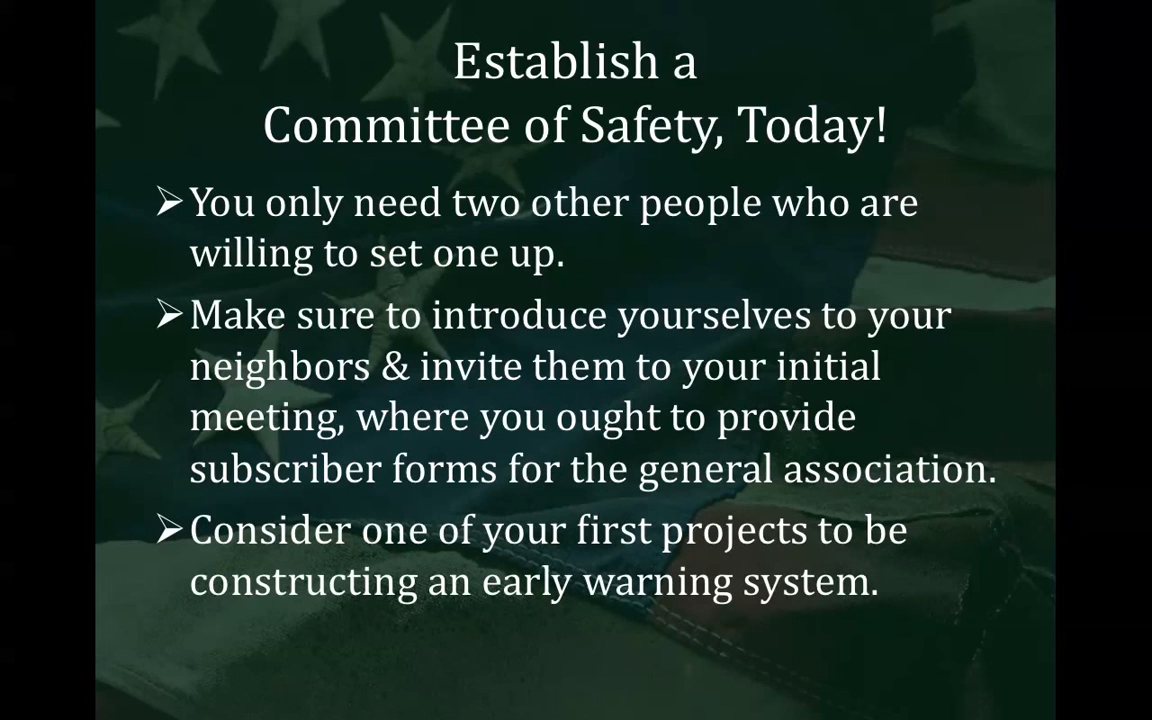 Establish a
Committee of Safety, Today!
➢You only need two other people who are
willing to set one up.
➢Make sure to introduce yourselves to your
neighbors & invite them to your initial
meeting, where you ought to provide
subscriber forms for the general association.
➢Consider one of your first projects to be
constructing an early warning system.